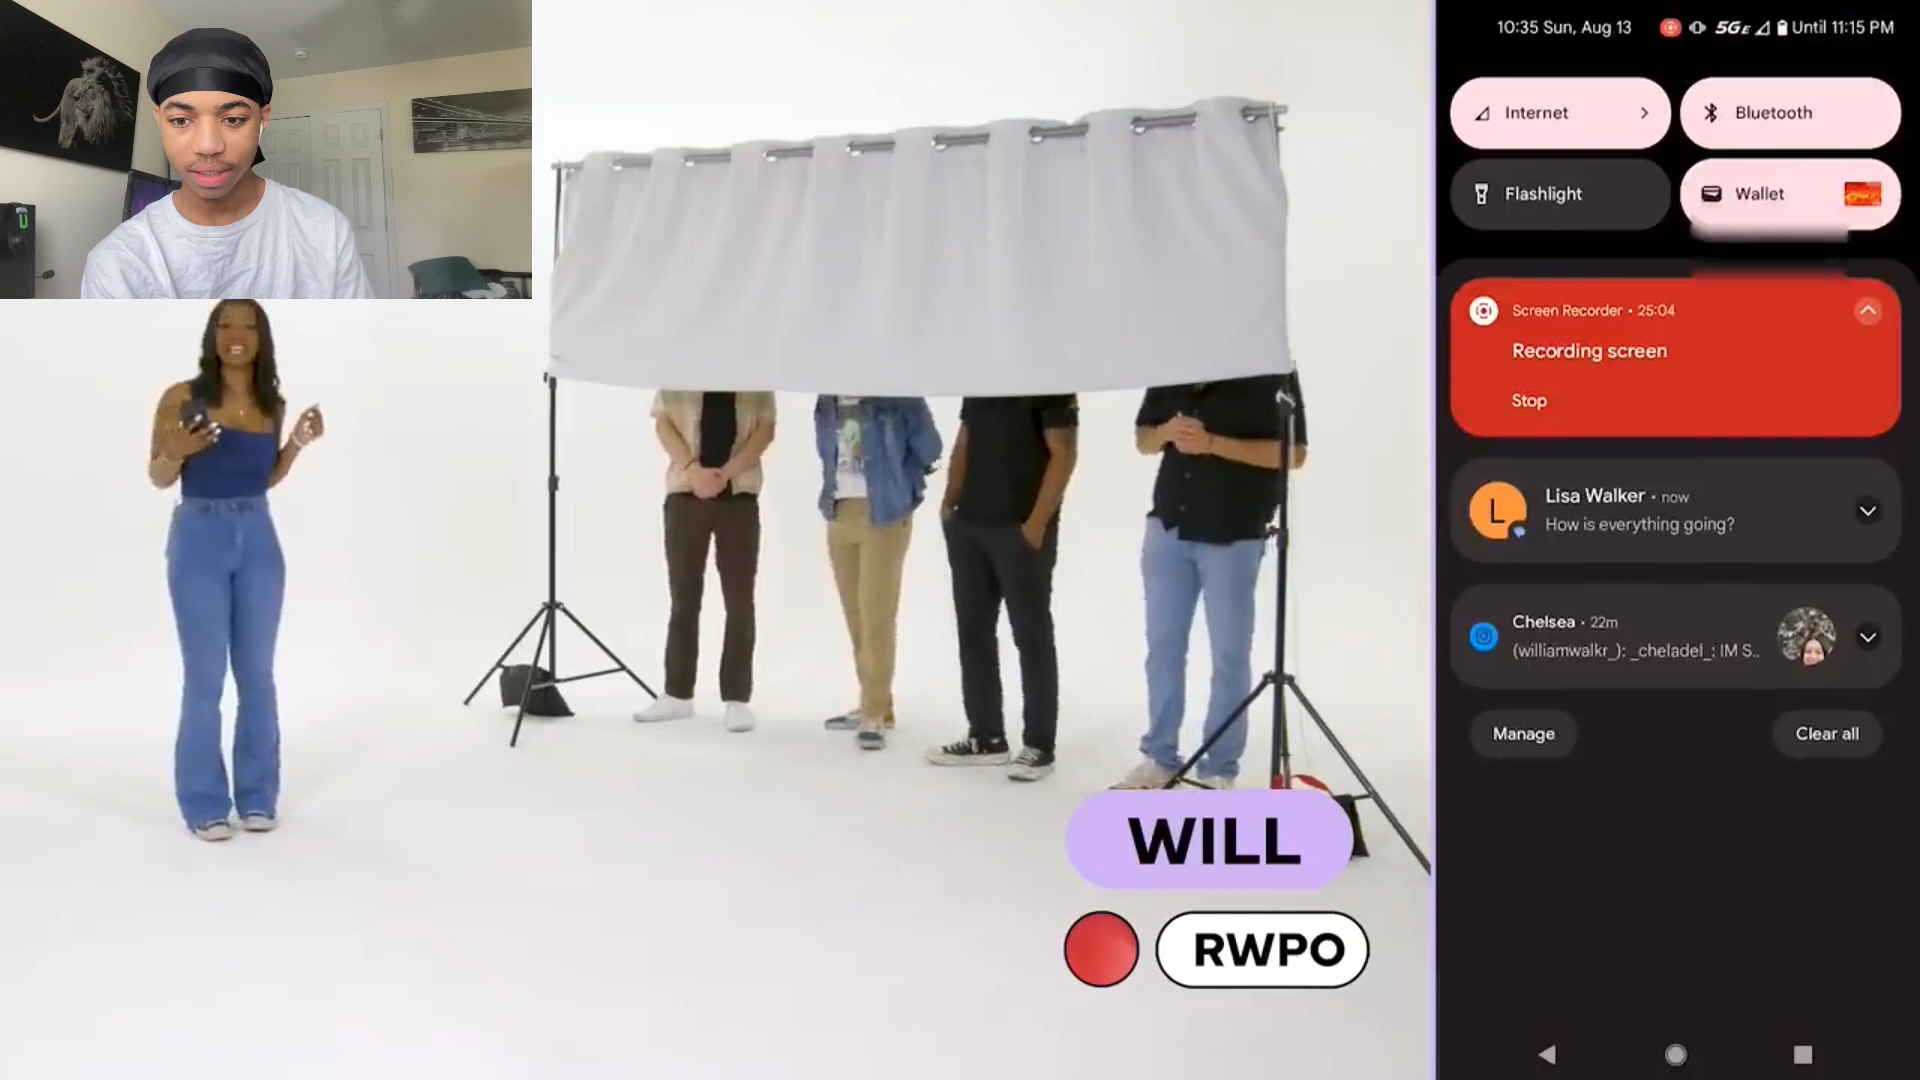 10:35 Sun, Aug 13
5GE
Until 11:15 PM
Internet
Bluetooth
Flashlight
Wallet
Screen Recorder • 25:04
Recording screen
Stop
L
Lisa Walker • now
How is everything going?
Chelsea • 22m
(williamwalkr_): _cheladel_: IM S..
Manage
Clear all
WILL
RWPO